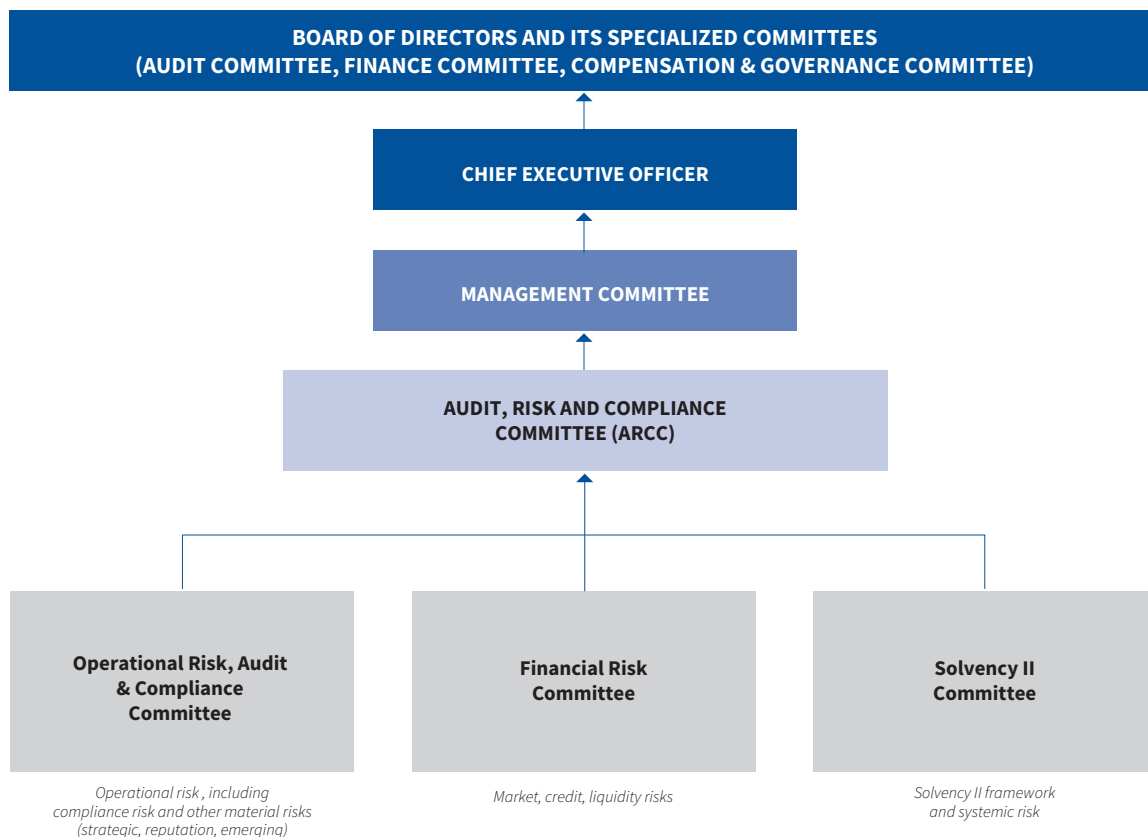 BOARD OF DIRECTORS AND ITS SPECIALIZED COMMITTEES
(AUDIT COMMITTEE, FINANCE COMMITTEE, COMPENSATION & GOVERNANCE COMMITTEE)
CHIEF EXECUTIVE OFFICER
MANAGEMENT COMMITTEE
AUDIT, RISK AND COMPLIANCE
COMMITTEE (ARCC)
Operational Risk, Audit
& Compliance
Committee
Operational risk , including
compliance risk and other material risks
(strategic, reputation, emerging)
Financial Risk
Committee
Market, credit, liquidity risks
Solvency II
Committee
Solvency II framework
and systemic risk